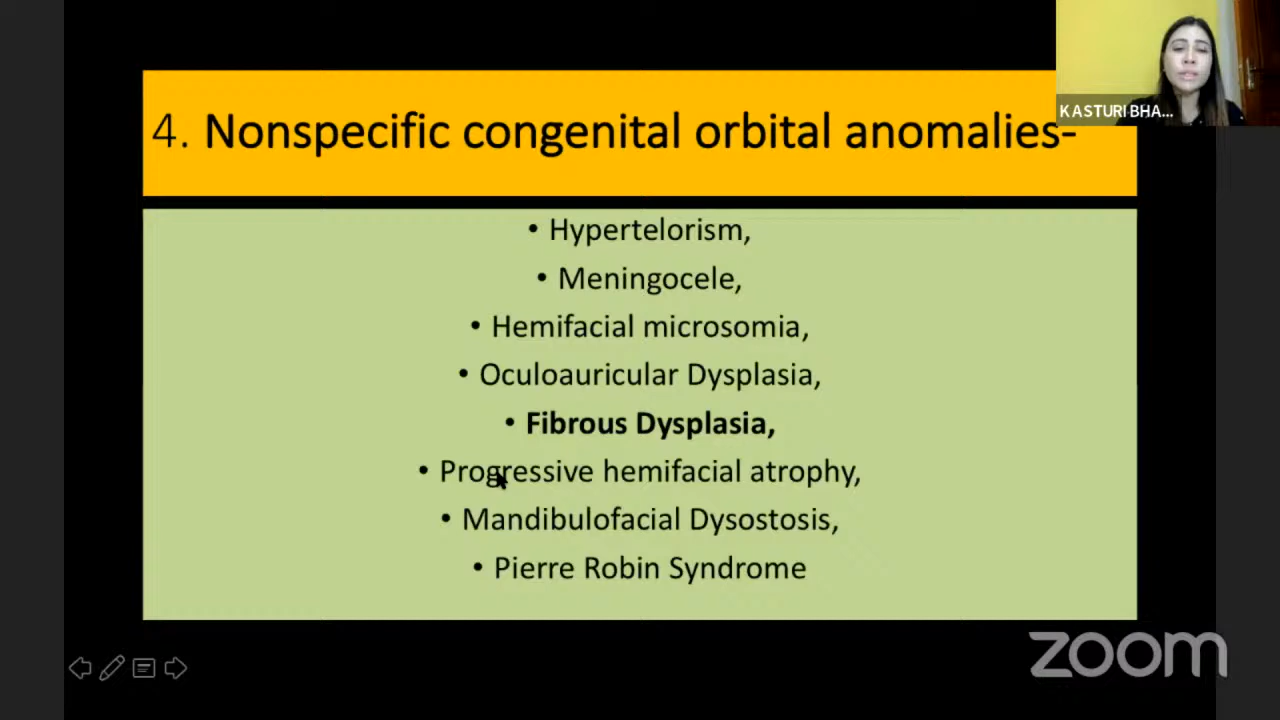 KASTURI BHA...
4. Nonspecific congenital orbital anomalies-
• Hypertelorism,
• Meningocele,
• Hemifacial microsomia,
• Oculoauricular Dysplasia,
• Fibrous Dysplasia,
• Progressive hemifacial atrophy,
• Mandibulofacial Dysostosis,
• Pierre Robin Syndrome
zoom